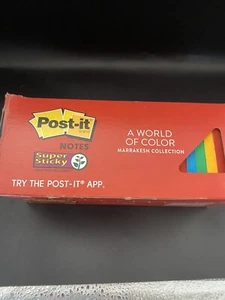 Post-it
NOTES
Super
Sticky
A WORLD
OF COLOR
MARRAKESH COLLECTION
TRY THE POST-IT® APP.